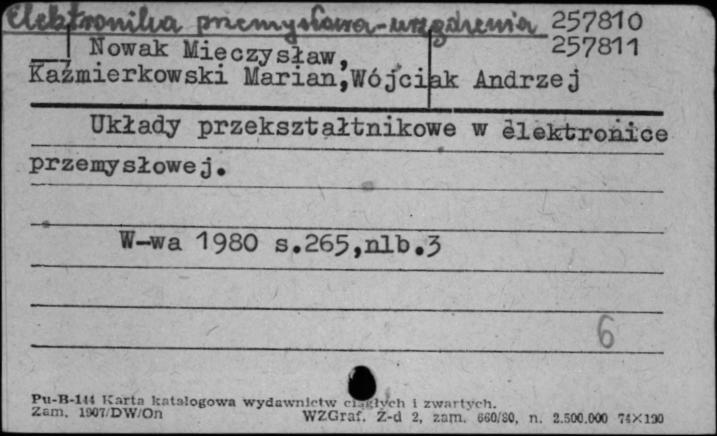 Elektronika przemysłowa-urządzenia 257810
257811
Nowak Mieczysław,
Kaźmierkowski Marian,Wójciak Andrzej
Układy przekształtnikowe w elektronice
przemysłowej.
W-wa 1980 s.265,nlb.3
6
Pu-B-144 Karta katalogowa wydawnictw ciągłych i zwartych.
Zam. 1907/DW/On WZGraf. Z-d 2, zam. 660/80, n. 2.500.000 74×190